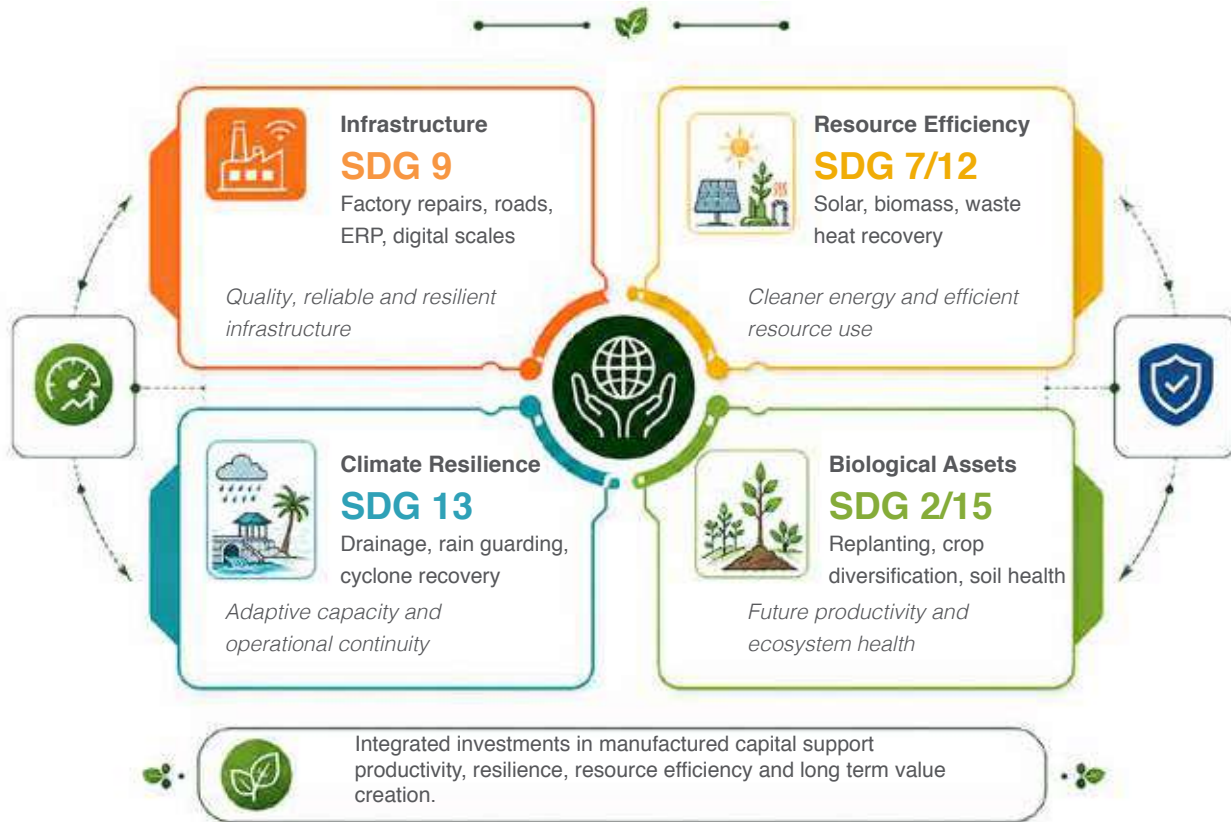 Infrastructure
SDG 9
Factory repairs, roads,
ERP, digital scales
Quality, reliable and resilient
infrastructure
Resource Efficiency
SDG 7/12
Solar, biomass, waste
heat recovery
Cleaner energy and efficient
resource use
Climate Resilience
SDG 13
Drainage, rain guarding,
cyclone recovery
Adaptive capacity and
operational continuity
Biological Assets
SDG 2/15
Replanting, crop
diversification, soil health
Future productivity and
ecosystem health
Integrated investments in manufactured capital support
productivity, resilience, resource efficiency and long term value
creation.